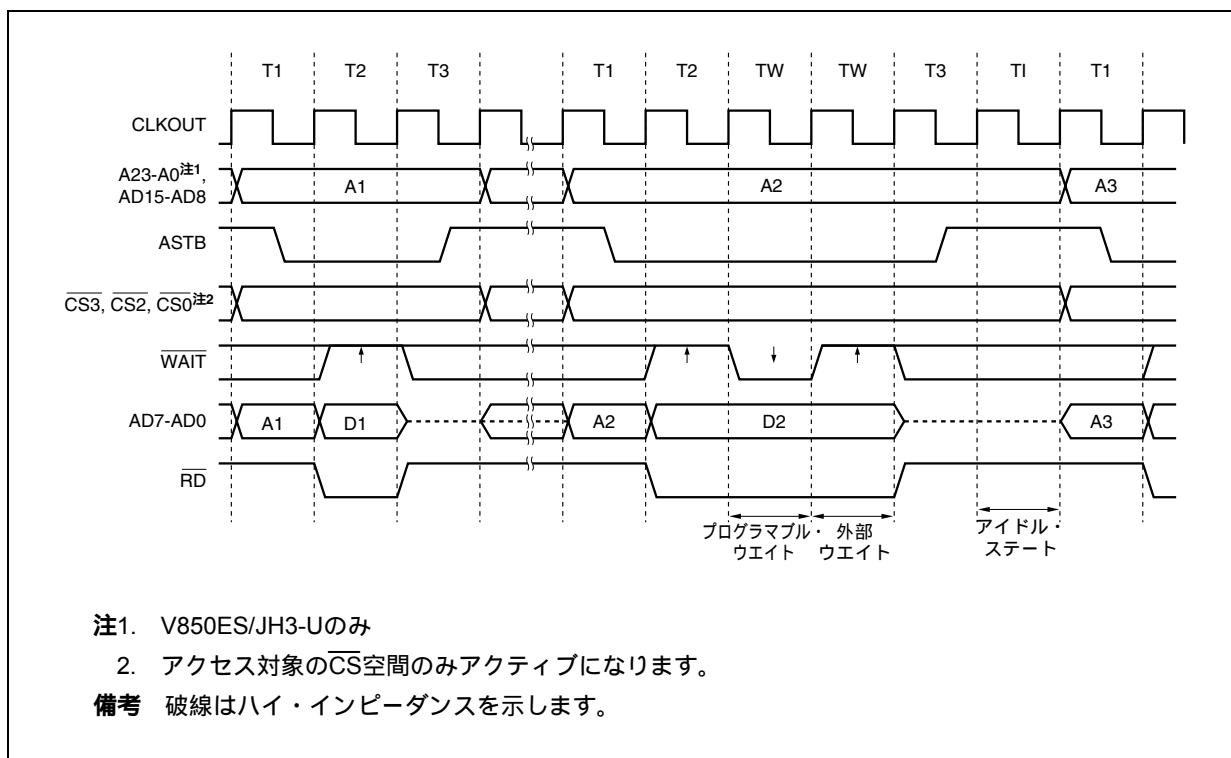 T1 T2 T3 T1 T2 TW TW T3 TI T1
CLKOUT
A23-A0注1,
AD15-AD8
A1 A2 A3
ASTB
CS3, CS2, CS0注2
WAIT
AD7-AD0
A1 D1 A2 D2 A3
RD
プログラマブル・ 外部 アイドル・
ウエイト ウエイト ステート
注1. V850ES/JH3-Uのみ
2. アクセス対象のCS空間のみアクティブになります。
備考 破線はハイ・インピーダンスを示します。